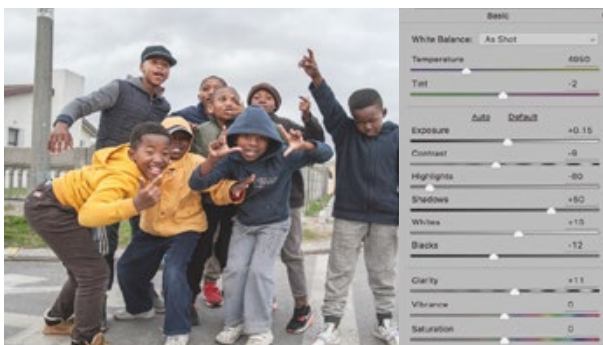 Basic
White Balance: As Shot
Temperature 4950
Tint -2
Auto Default
Exposure +0.15
Contrast -9
Highlights -80
Shadows +50
Whites +15
Blacks -12
Clarity +11
Vibrance 0
Saturation 0